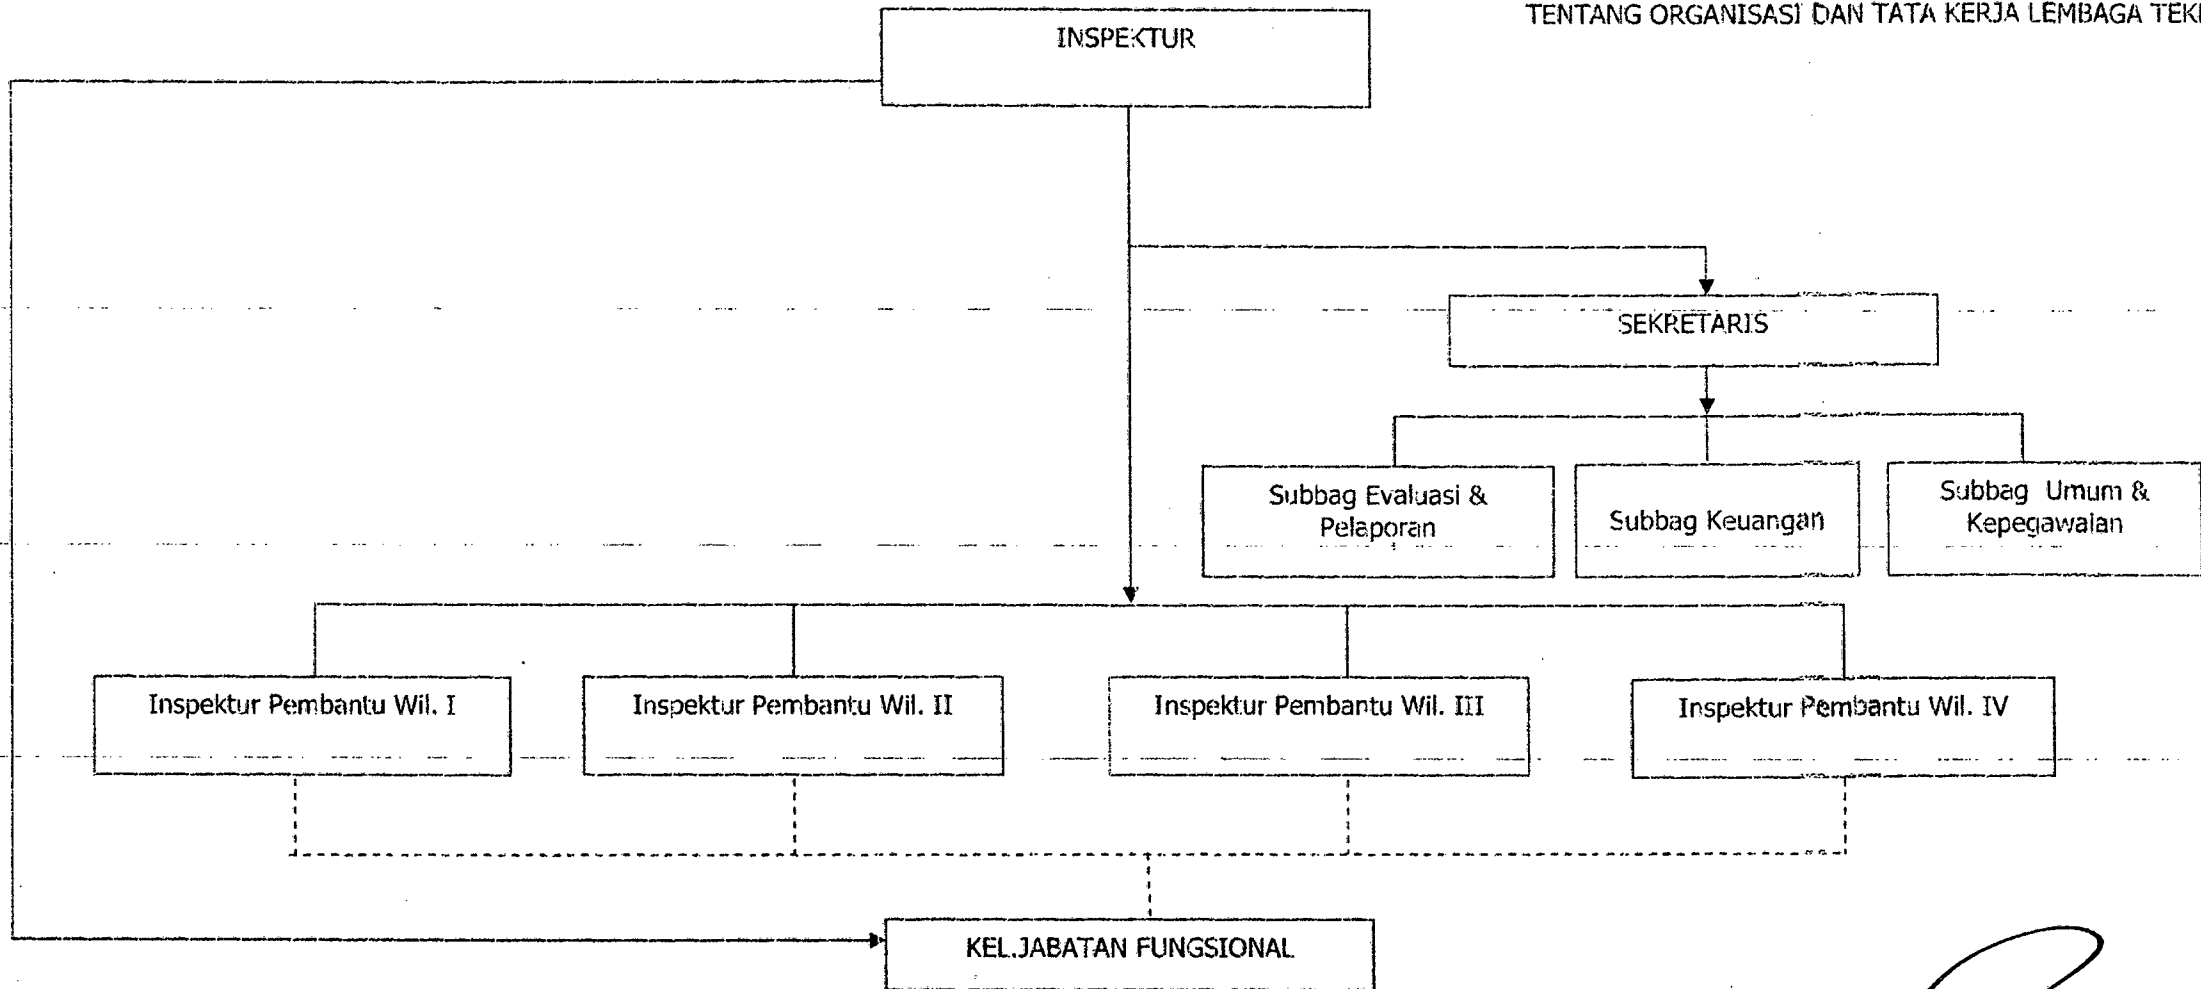 TENTANG ORGANISASI DAN TATA KERJA LEMBAGA
INSPEKTUR
SEKRETARIS
Subbag Evaluasi &
Pelaporan
Subbag Keuangan
Subbag Umum &
Kepegawaian
Inspektur Pembantu Wil. I
Inspektur Pembantu Wil. II
Inspektur Pembantu Wil. III
Inspektur Pembantu Wil. IV
KEL.JABATAN FUNGSIONAL